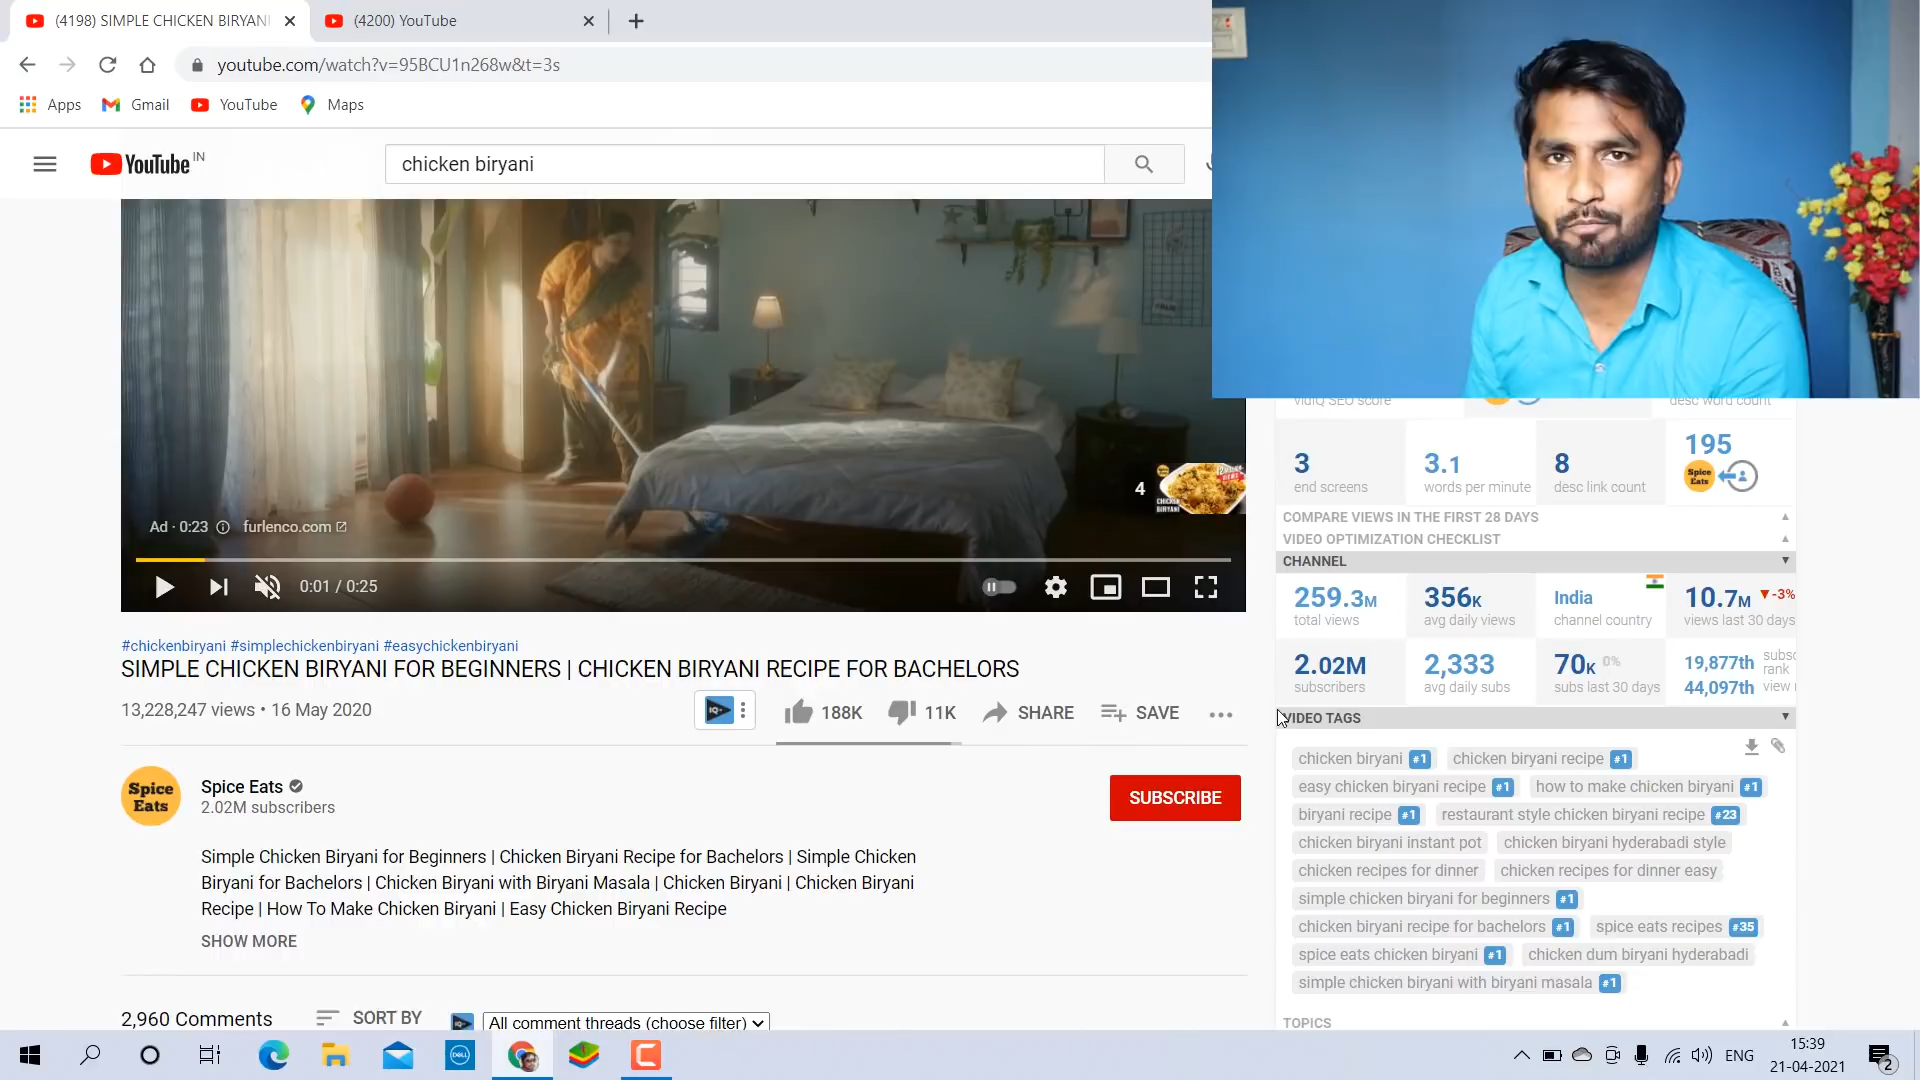 (4198) SIMPLE CHICKEN BIRYANI
(4200) YouTube
youtube.com/watch?v=95BCU1n268w&t=3s
Apps
Gmail
YouTube
Maps
YouTube IN
chicken biryani
4
Ad · 0:23
furlenco.com
0:01 / 0:25
#chickenbiryani #simplechickenbiryani #easychickenbiryani
SIMPLE CHICKEN BIRYANI FOR BEGINNERS | CHICKEN BIRYANI RECIPE FOR BACHELORS
13,228,247 views • 16 May 2020
188K
11K
SHARE
SAVE
Spice Eats
Spice Eats
2.02M subscribers
SUBSCRIBE
Simple Chicken Biryani for Beginners | Chicken Biryani Recipe for Bachelors | Simple Chicken
Biryani for Bachelors | Chicken Biryani with Biryani Masala | Chicken Biryani | Chicken Biryani
Recipe | How To Make Chicken Biryani | Easy Chicken Biryani Recipe
SHOW MORE
2,960 Comments
SORT BY
All comment threads (choose filter)
vidIQ SEO score
desc word count
3
end screens
3.1
words per minute
8
desc link count
195
Spice Eats
COMPARE VIEWS IN THE FIRST 28 DAYS
VIDEO OPTIMIZATION CHECKLIST
CHANNEL
259.3M
total views
356K
avg daily views
India
channel country
10.7M ▼-3%
views last 30 days
2.02M
subscribers
2,333
avg daily subs
70K 0%
subs last 30 days
19,877th subsc
rank
44,097th view
VIDEO TAGS
chicken biryani #1
chicken biryani recipe #1
easy chicken biryani recipe #1
how to make chicken biryani #1
biryani recipe #1
restaurant style chicken biryani recipe #23
chicken biryani instant pot
chicken biryani hyderabadi style
chicken recipes for dinner
chicken recipes for dinner easy
simple chicken biryani for beginners #1
chicken biryani recipe for bachelors #1
spice eats recipes #35
spice eats chicken biryani #1
chicken dum biryani hyderabadi
simple chicken biryani with biryani masala #1
TOPICS
DELL
ENG
15:39
21-04-2021
2